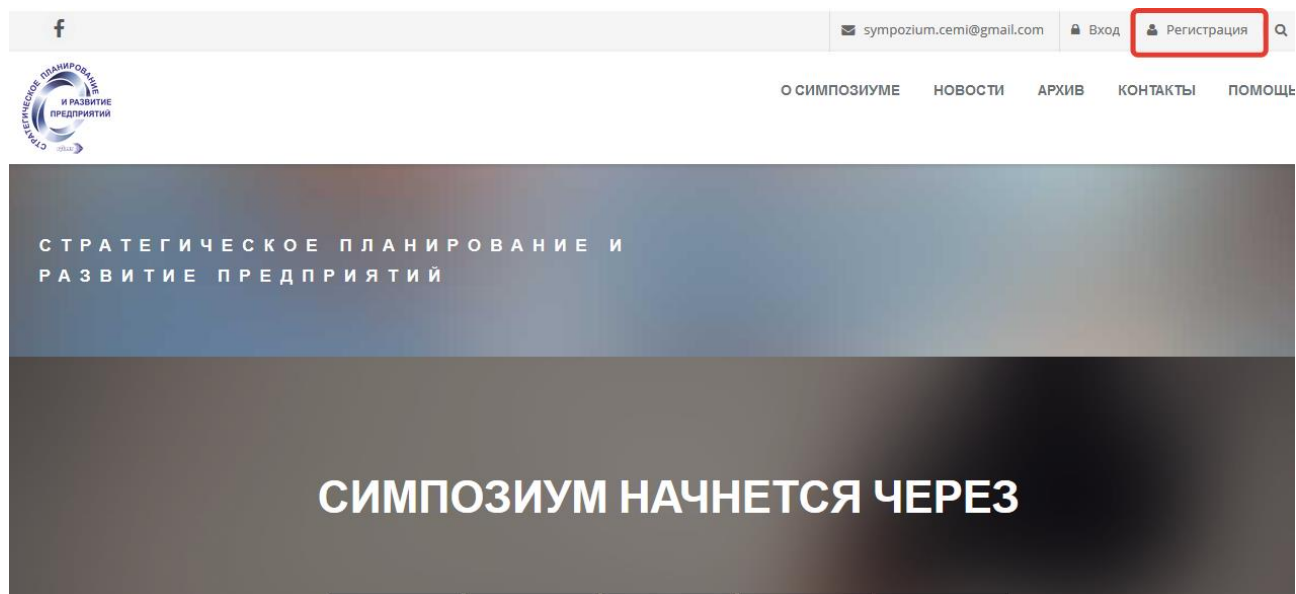 f
sympozium.cemi@gmail.com Вход Регистрация
СТРАТЕГИЧЕСКОЕ ПЛАНИРОВАНИЕ
И РАЗВИТИЕ
ПРЕДПРИЯТИЙ
О СИМПОЗИУМЕ НОВОСТИ АРХИВ КОНТАКТЫ ПОМОЩЬ
СТРАТЕГИЧЕСКОЕ ПЛАНИРОВАНИЕ И
РАЗВИТИЕ ПРЕДПРИЯТИЙ
СИМПОЗИУМ НАЧНЕТСЯ ЧЕРЕЗ